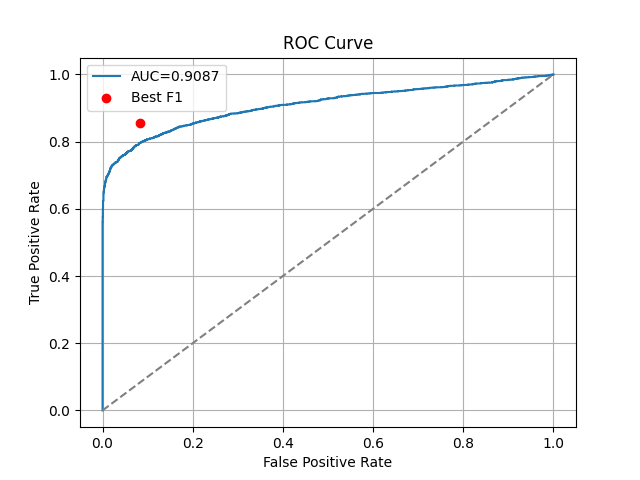 ROC Curve
AUC=0.9087
Best F1
True Positive Rate
1.0
0.8
0.6
0.4
0.2
0.0
0.0 0.2 0.4 0.6 0.8 1.0
False Positive Rate